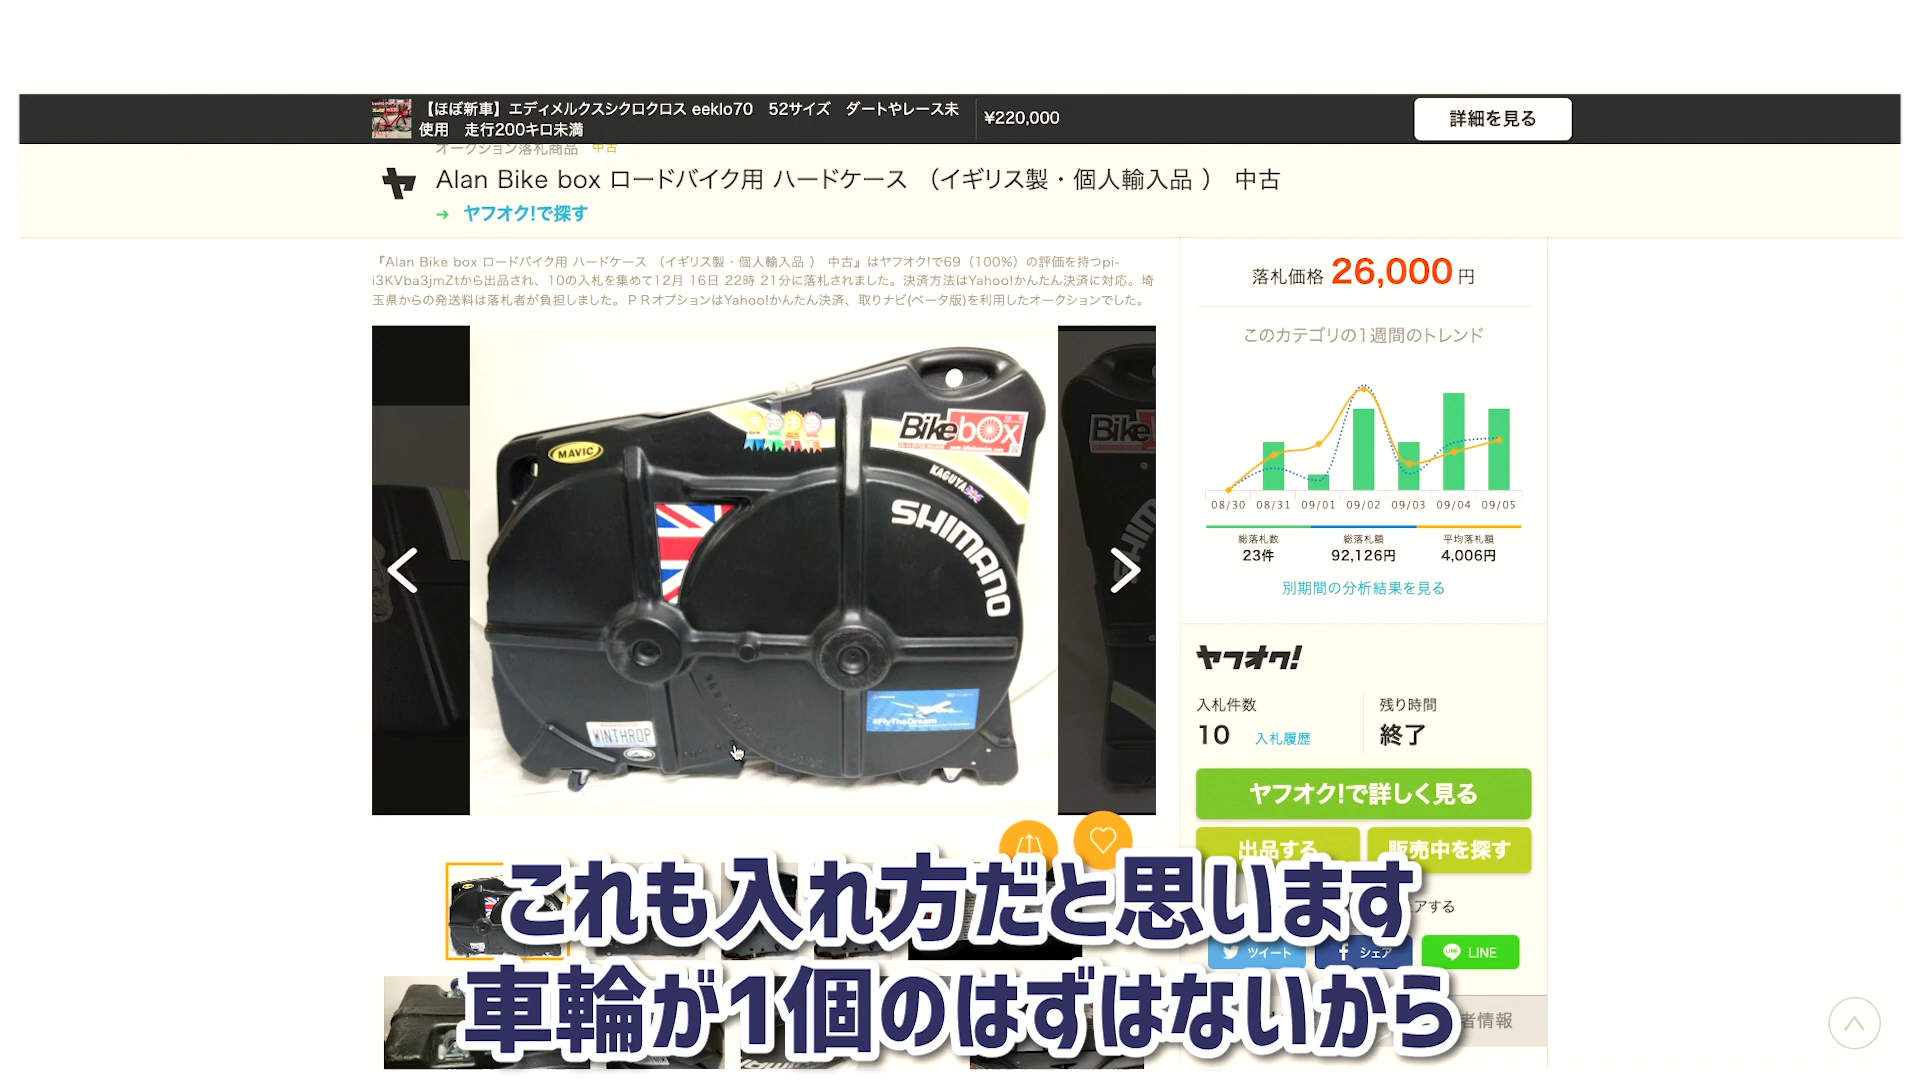 【ほぼ新車】エディメルクスシクロクロス eeklo70　52サイズ　ダートやレース未
使用　走行200キロ未満
¥220,000
詳細を見る
オークション落札商品 中古
Alan Bike box ロードバイク用 ハードケース （イギリス製・個人輸入品 ） 中古
→ ヤフオク!で探す
『Alan Bike box ロードバイク用 ハードケース （イギリス製・個人輸入品 ） 中古』はヤフオク!で69（100%）の評価を持つpi-
i3KVba3jmZtから出品され、10の入札を集めて12月 16日 22時 21分に落札されました。決済方法はYahoo!かんたん決済に対応。埼
玉県からの発送料は落札者が負担しました。ＰＲオプションはYahoo!かんたん決済、取りナビ(ベータ版)を利用したオークションでした。
MAVIC
Bikebox
KAGUYA
SHIMANO
#FlyTheDream
WINTHROP
Bike
落札価格 26,000 円
このカテゴリの1週間のトレンド
08/30 08/31 09/01 09/02 09/03 09/04 09/05
総落札数 総落札額 平均落札額
23件 92,126円 4,006円
別期間の分析結果を見る
ヤフオク!
入札件数 残り時間
10 入札履歴 終了
ヤフオク!で詳しく見る
出品する 販売中を探す
アする
ツイート シェア LINE
者情報
これも入れ方だと思います
車輪が1個のはずはないから